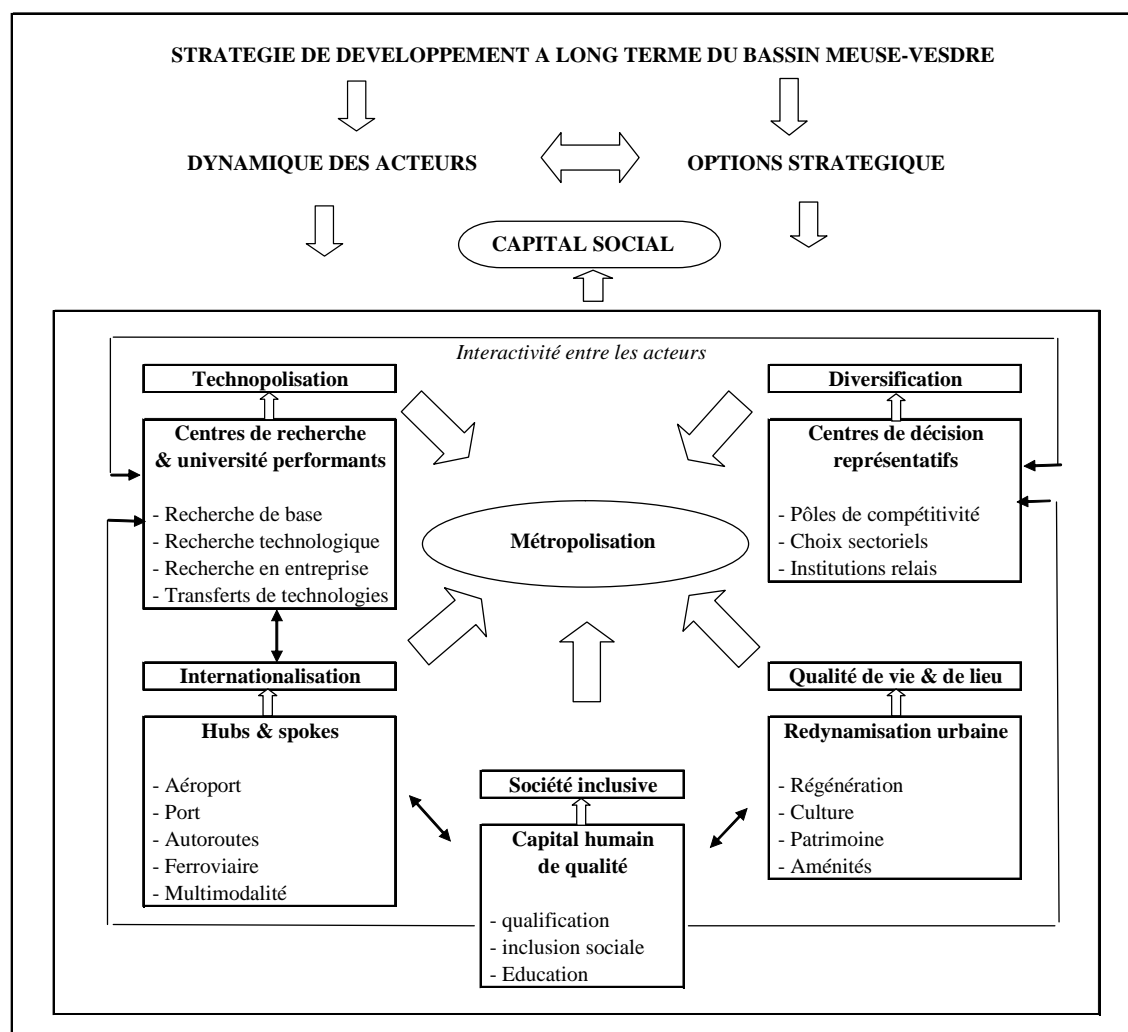 STRATEGIE DE DEVELOPPEMENT A LONG TERME DU BASSIN MEUSE-VESDRE
DYNAMIQUE DES ACTEURS
OPTIONS STRATEGIQUE
CAPITAL SOCIAL
Interactivité entre les acteurs
Technopolisation
Centres de recherche
& université performants
- Recherche de base
- Recherche technologique
- Recherche en entreprise
- Transferts de technologies
Diversification
Centres de décision
représentatifs
- Pôles de compétitivité
- Choix sectoriels
- Institutions relais
Métropolisation
Internationalisation
Hubs & spokes
- Aéroport
- Port
- Autoroutes
- Ferroviaire
- Multimodalité
Société inclusive
Capital humain
de qualité
- qualification
- inclusion sociale
- Education
Qualité de vie & de lieu
Redynamisation urbaine
- Régénération
- Culture
- Patrimoine
- Aménités